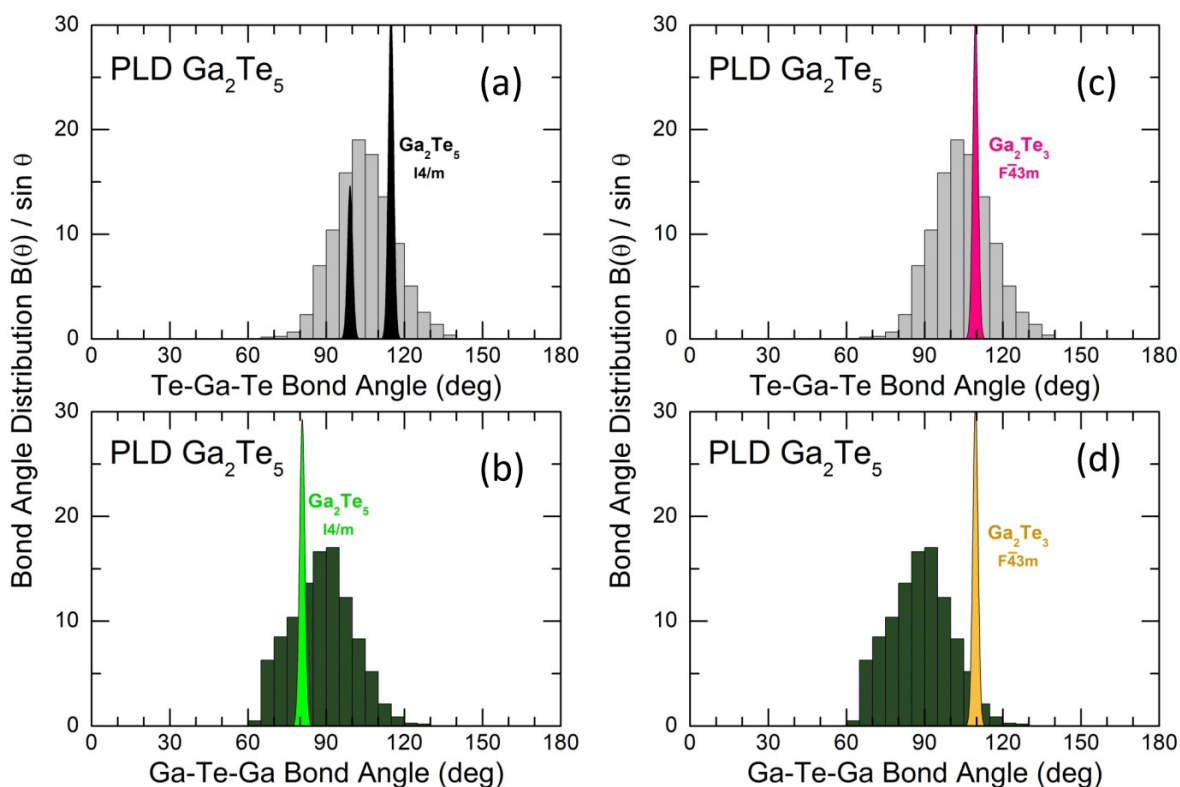 Bond Angle Distribution B(θ) / sin θ
30
20
10
0
PLD Ga₂Te₅
(a)
Ga₂Te₅
I4/m
0 30 60 90 120 150 180
Te-Ga-Te Bond Angle (deg)
30
20
10
0
PLD Ga₂Te₅
(b)
Ga₂Te₅
I4/m
0 30 60 90 120 150 180
Ga-Te-Ga Bond Angle (deg)
Bond Angle Distribution B(θ) / sin θ
30
20
10
0
PLD Ga₂Te₅
(c)
Ga₂Te₃
F4̅3m
0 30 60 90 120 150 180
Te-Ga-Te Bond Angle (deg)
30
20
10
0
PLD Ga₂Te₅
(d)
Ga₂Te₃
F4̅3m
0 30 60 90 120 150 180
Ga-Te-Ga Bond Angle (deg)